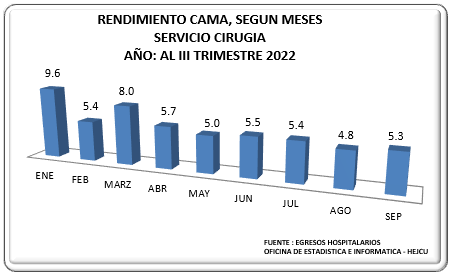 RENDIMIENTO CAMA, SEGUN MESES
SERVICIO CIRUGIA
AÑO: AL III TRIMESTRE 2022
9.6
5.4
8.0
5.7
5.0
5.5
5.4
4.8
5.3
ENE
FEB
MARZ
ABR
MAY
JUN
JUL
AGO
SEP
FUENTE : EGRESOS HOSPITALARIOS
OFICINA DE ESTADISTICA E INFORMATICA - HEJCU